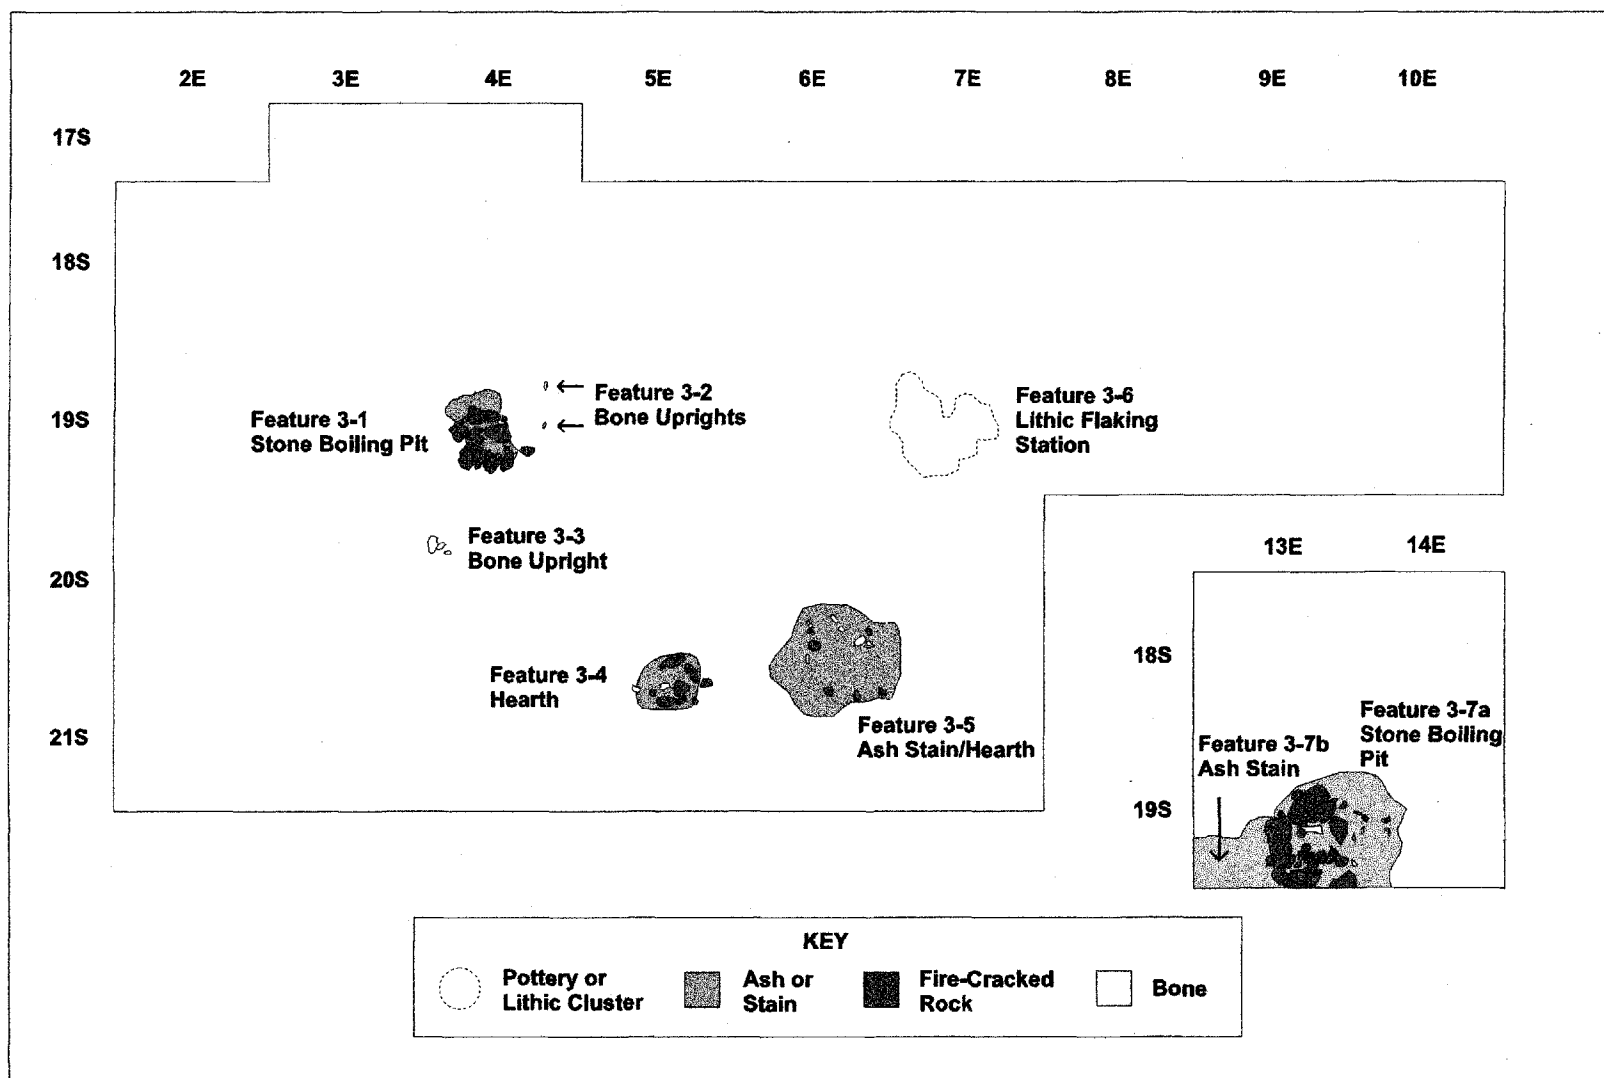 2E 3E 4E 5E 6E 7E 8E 9E 10E
17S
18S
19S
20S
21S
Feature 3-1
Stone Boiling Pit
Feature 3-2
Bone Uprights
Feature 3-6
Lithic Flaking
Station
Feature 3-3
Bone Upright
Feature 3-4
Hearth
Feature 3-5
Ash Stain/Hearth
13E 14E
18S
19S
Feature 3-7a
Stone Boiling
Pit
Feature 3-7b
Ash Stain
KEY
Pottery or
Lithic Cluster
Ash or
Stain
Fire-Cracked
Rock
Bone